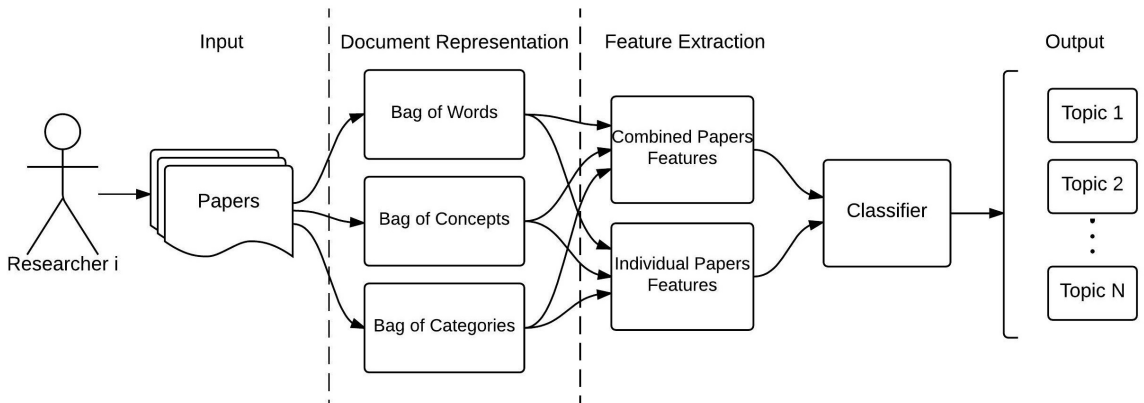 Input
Document Representation
Feature Extraction
Output
Researcher i
Papers
Bag of Words
Bag of Concepts
Bag of Categories
Combined Papers
Features
Individual Papers
Features
Classifier
Topic 1
Topic 2
Topic N